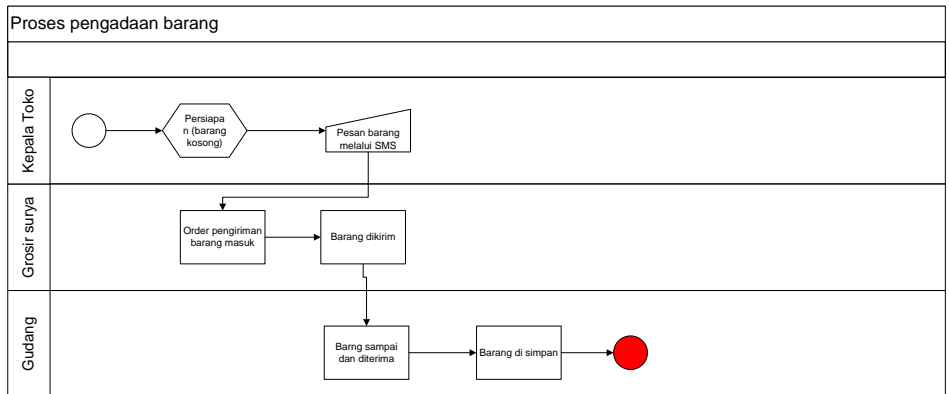 Proses pengadaan barang
Kepala Toko
Persiapa
n (barang
kosong)
Pesan barang
melalui SMS
Grosir surya
Order pengiriman
barang masuk
Barang dikirim
Gudang
Barng sampai
dan diterima
Barang di simpan